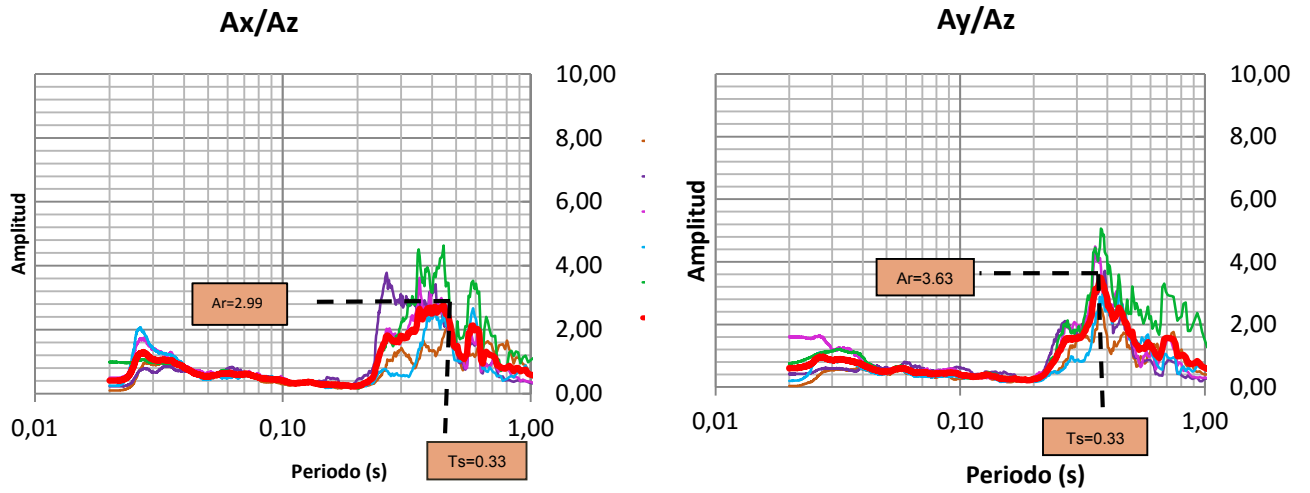 Ax/Az
10,00
8,00
6,00
4,00
2,00
0,00
Amplitud
Ar=2.99
0,01
0,10
1,00
Ts=0.33
Periodo (s)
Ay/Az
10,00
8,00
6,00
4,00
2,00
0,00
Amplitud
Ar=3.63
0,01
0,10
1,00
Ts=0.33
Periodo (s)